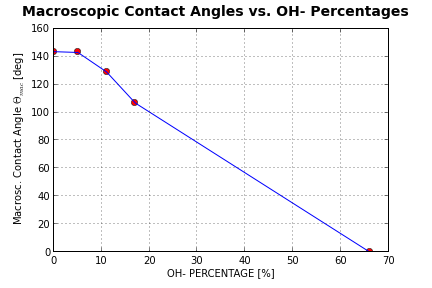 Macroscopic Contact Angles vs. OH- Percentages
Macrosc. Contact Angle Θ [deg]
160
140
120
100
80
60
40
20
0
0 10 20 30 40 50 60 70
OH- PERCENTAGE [%]